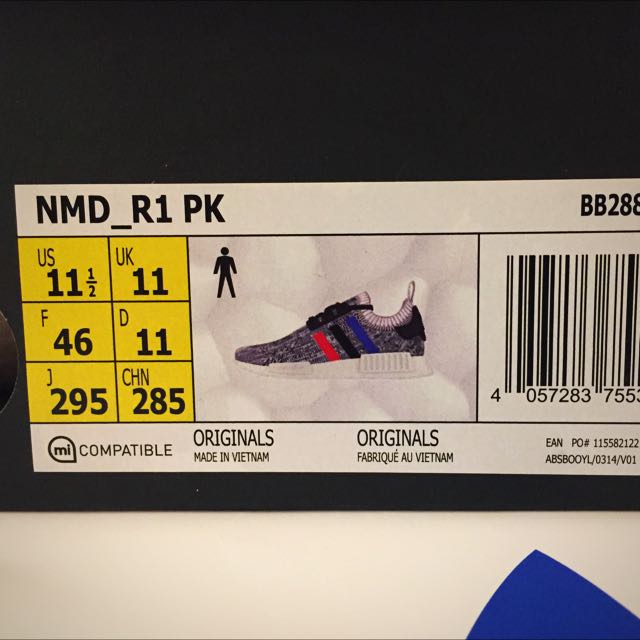 NMD_R1 PK
BB288
US UK
11 1/2 11
F D
46 11
J CHN
295 285
4 057283 7553
mi COMPATIBLE
ORIGINALS
MADE IN VIETNAM
ORIGINALS
FABRIQUÉ AU VIETNAM
EAN PO# 115582122
ABSBOOYL/0314/V01